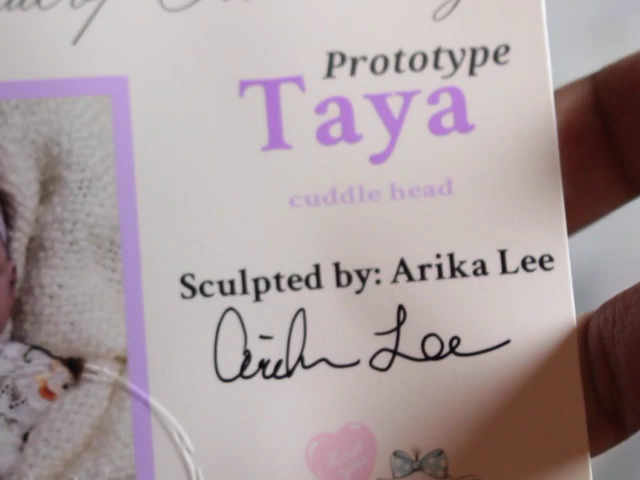 Prototype
Taya
cuddle head
Sculpted by: Arika Lee
Arika Lee